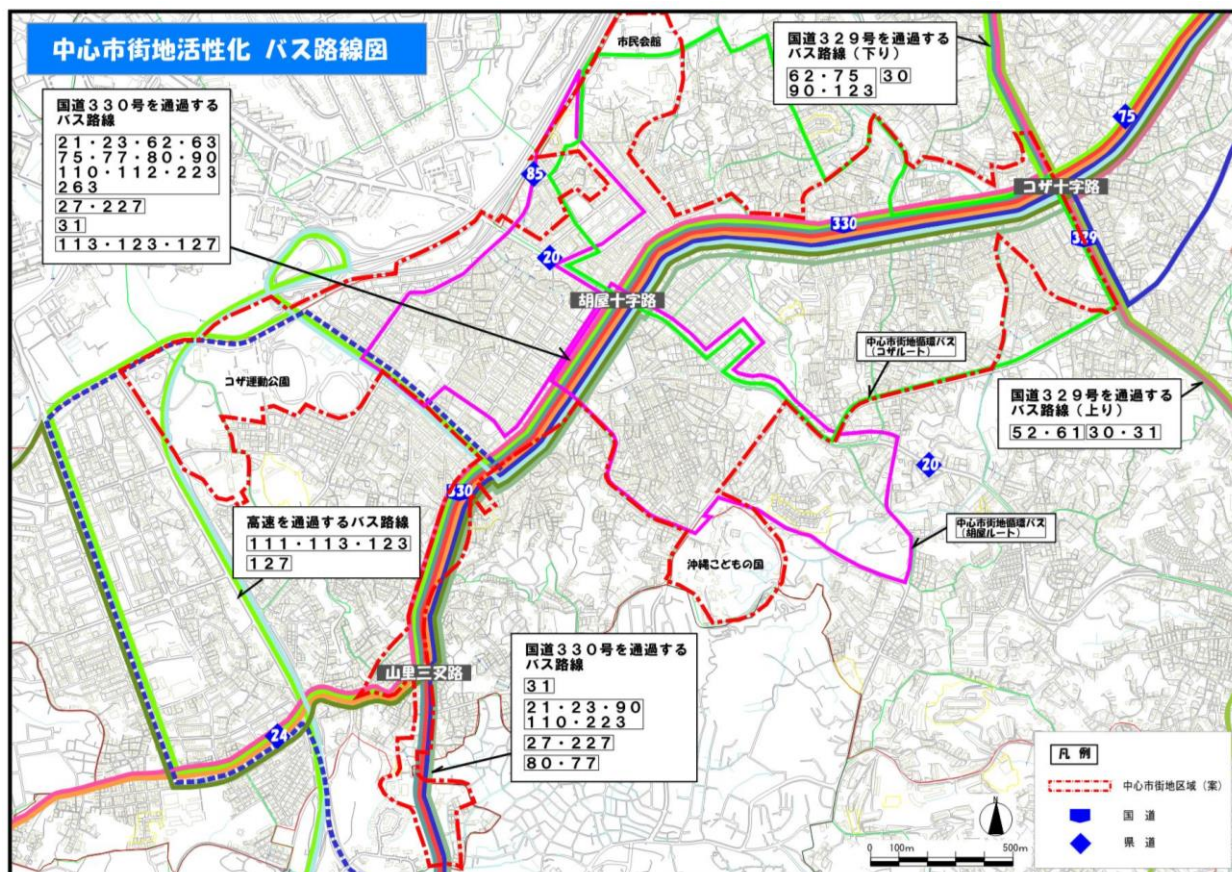 中心市街地活性化 バス路線図
市民会館
国道329号を通過する
バス路線(下り)
62・75 30
90・123
国道330号を通過する
バス路線
21・23・62・63
75・77・80・90
110・112・223
263
27・227
31
113・123・127
75
85
コザ十字路
330
329
20
胡屋十字路
中心市街地循環バス
(コザルート)
コザ運動公園
国道329号を通過する
バス路線(上り)
52・61 30・31
20
330
高速を通過するバス路線
111・113・123
127
中心市街地循環バス
(胡屋ルート)
沖縄こどもの国
国道330号を通過する
バス路線
31
21・23・90
110・223
27・227
80・77
山里三叉路
24
凡例
中心市街地区域(案)
国道
県道
N
0 100m 500m